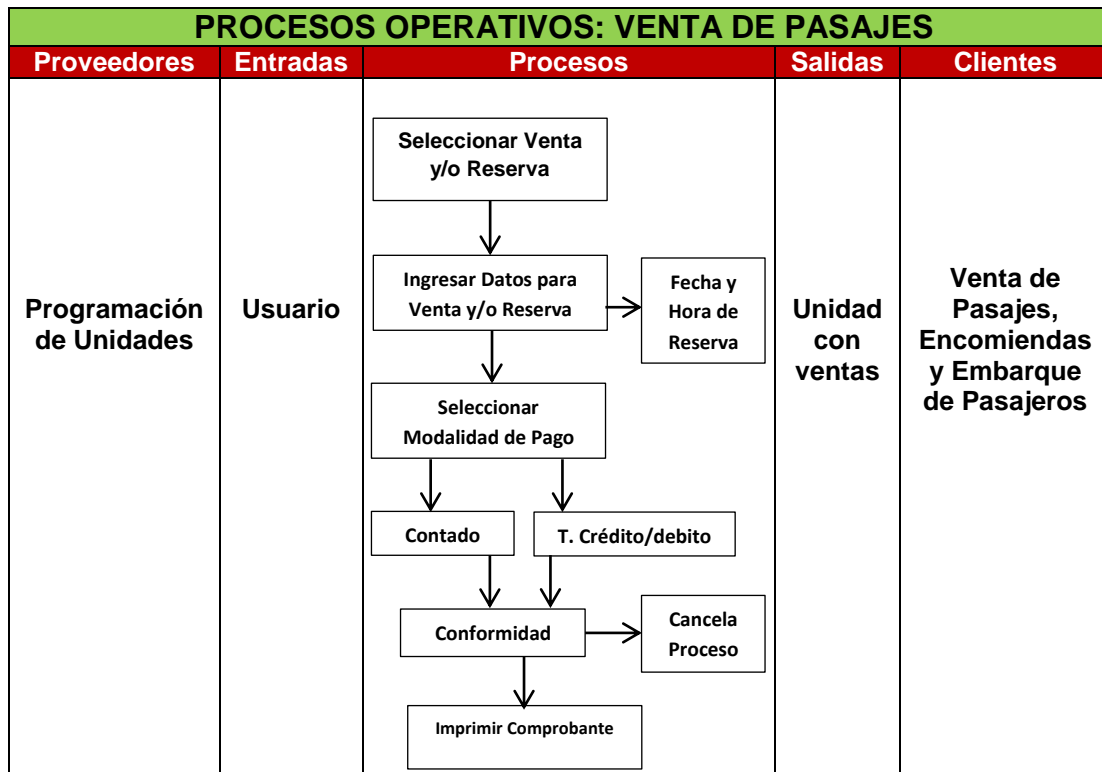 PROCESOS OPERATIVOS: VENTA DE PASAJES
Proveedores
Entradas
Procesos
Salidas
Clientes
Programación
de Unidades
Usuario
Seleccionar Venta
y/o Reserva
Ingresar Datos para
Venta y/o Reserva
Fecha y
Hora de
Reserva
Seleccionar
Modalidad de Pago
Contado
T. Crédito/debito
Conformidad
Cancela
Proceso
Imprimir Comprobante
Unidad
con
ventas
Venta de
Pasajes,
Encomiendas
y Embarque
de Pasajeros